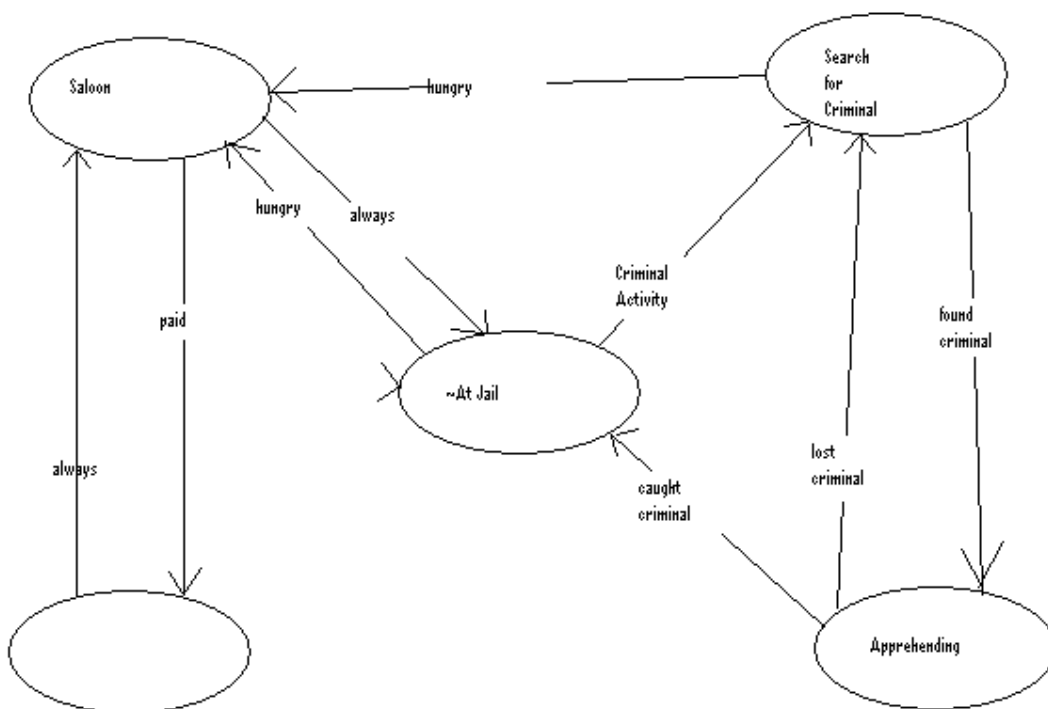 Saloon
Search
for
Criminal
hungry
hungry
always
Criminal
Activity
paid
found
criminal
~At Jail
always
lost
criminal
caught
criminal
Apprehending